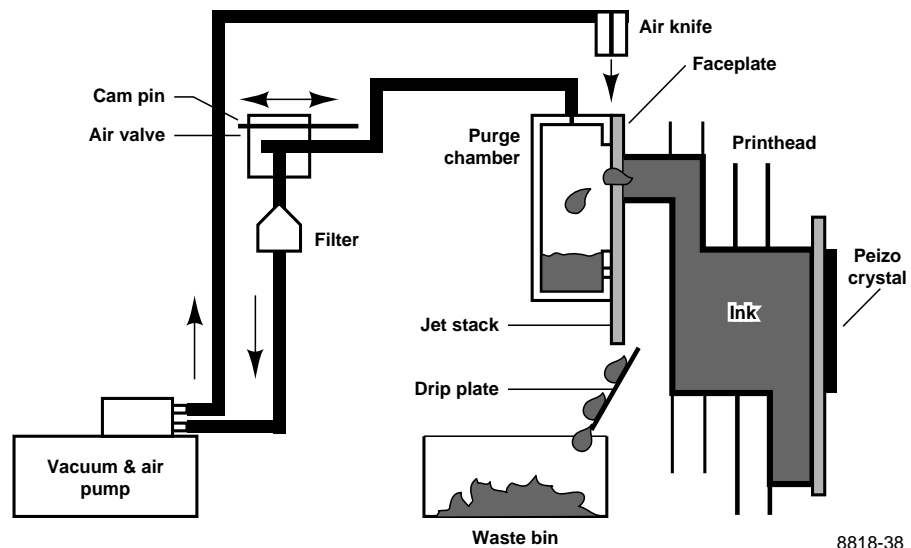 Air knife
Faceplate
Cam pin
Air valve
Purge
chamber
Printhead
Filter
Peizo
crystal
Ink
Jet stack
Drip plate
Vacuum & air
pump
Waste bin
8818-38